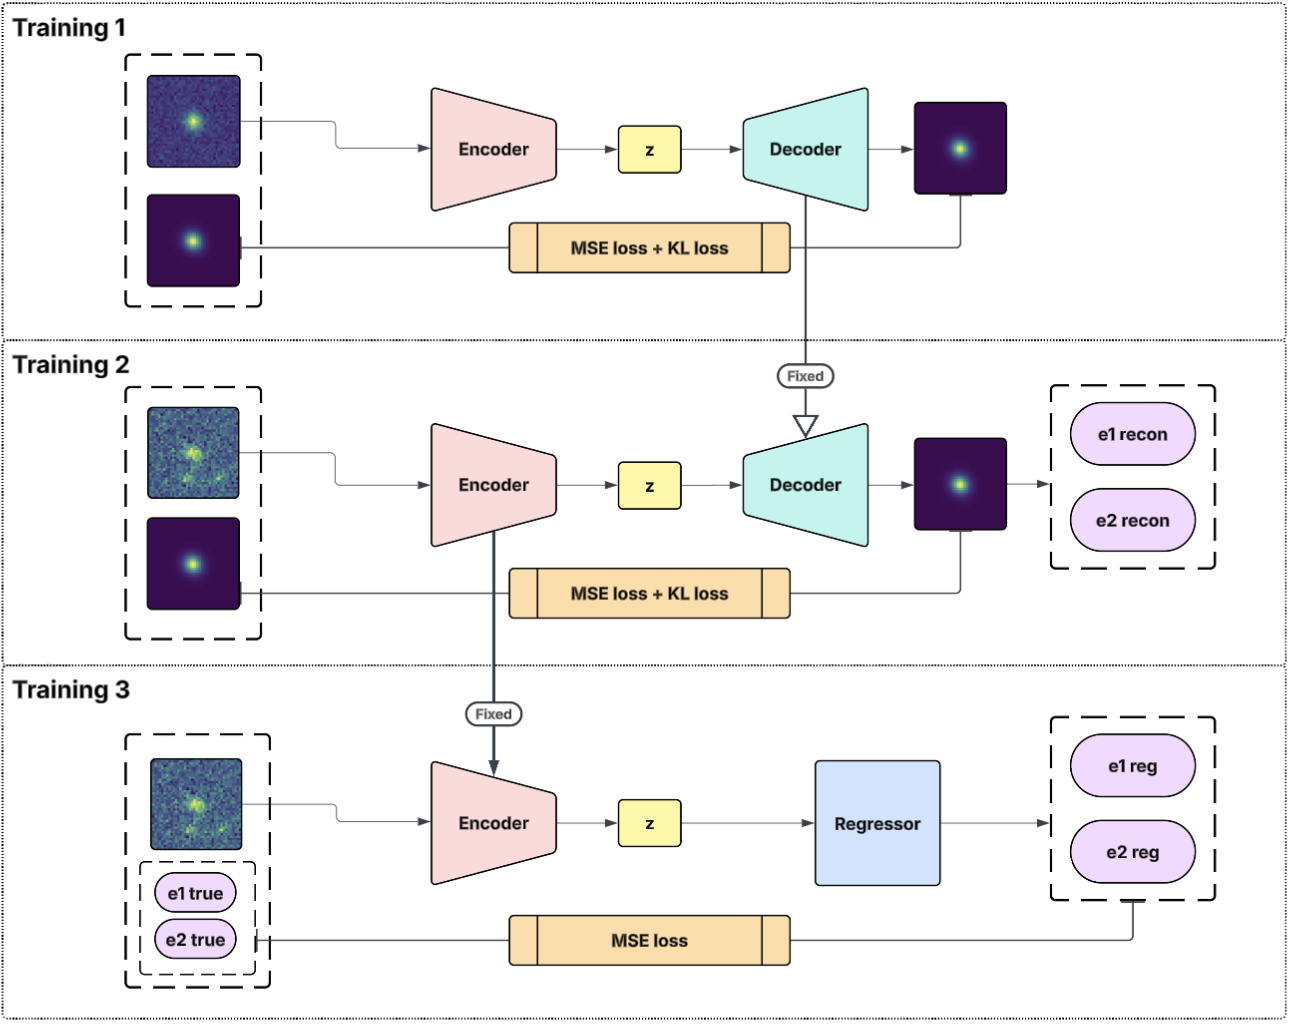 Training 1
Encoder
z
Decoder
MSE loss + KL loss
Training 2
Fixed
Encoder
z
Decoder
e1 recon
e2 recon
MSE loss + KL loss
Training 3
Fixed
Encoder
z
Regressor
e1 reg
e2 reg
e1 true
e2 true
MSE loss